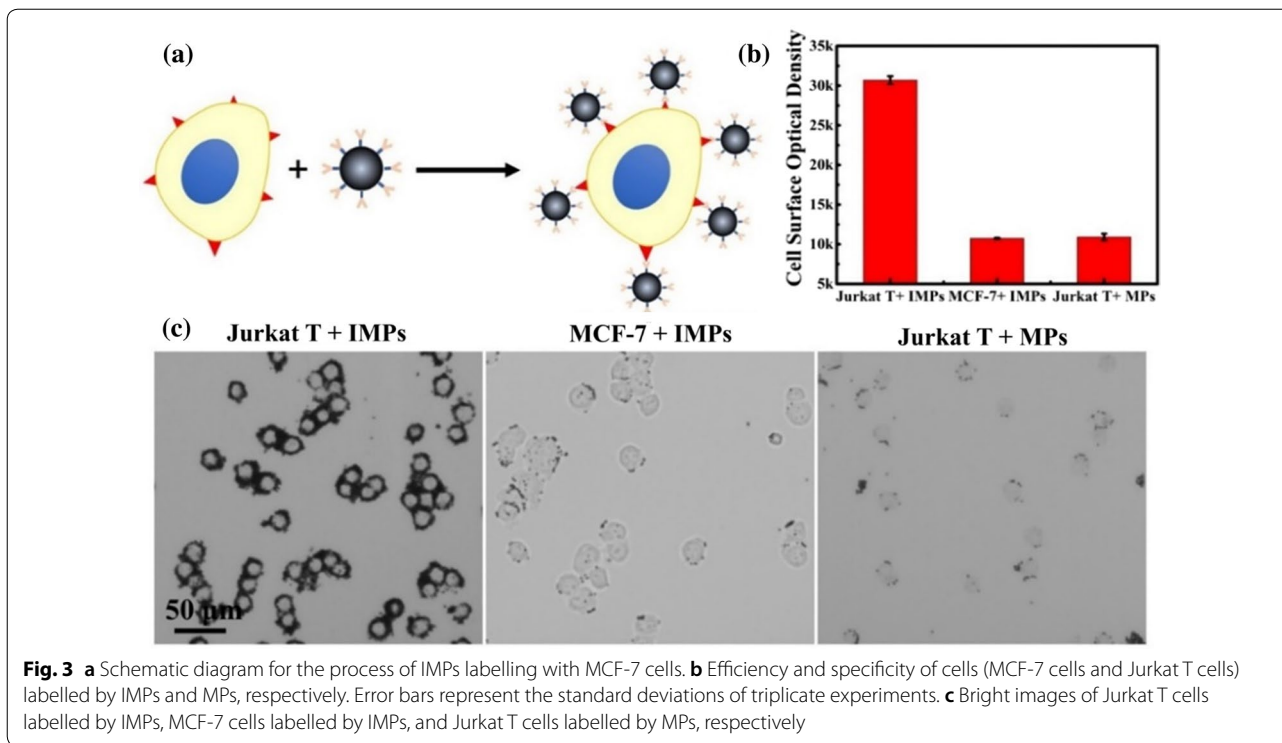 (a)
+
(b)
Cell Surface Optical Density
35k
30k
25k
20k
15k
10k
5k
Jurkat T+ IMPs MCF-7+ IMPs Jurkat T+ MPs
(c)
Jurkat T + IMPs
MCF-7 + IMPs
Jurkat T + MPs
50 μm
Fig. 3 a Schematic diagram for the process of IMPs labelling with MCF-7 cells. b Efficiency and specificity of cells (MCF-7 cells and Jurkat T cells)
labelled by IMPs and MPs, respectively. Error bars represent the standard deviations of triplicate experiments. c Bright images of Jurkat T cells
labelled by IMPs, MCF-7 cells labelled by IMPs, and Jurkat T cells labelled by MPs, respectively